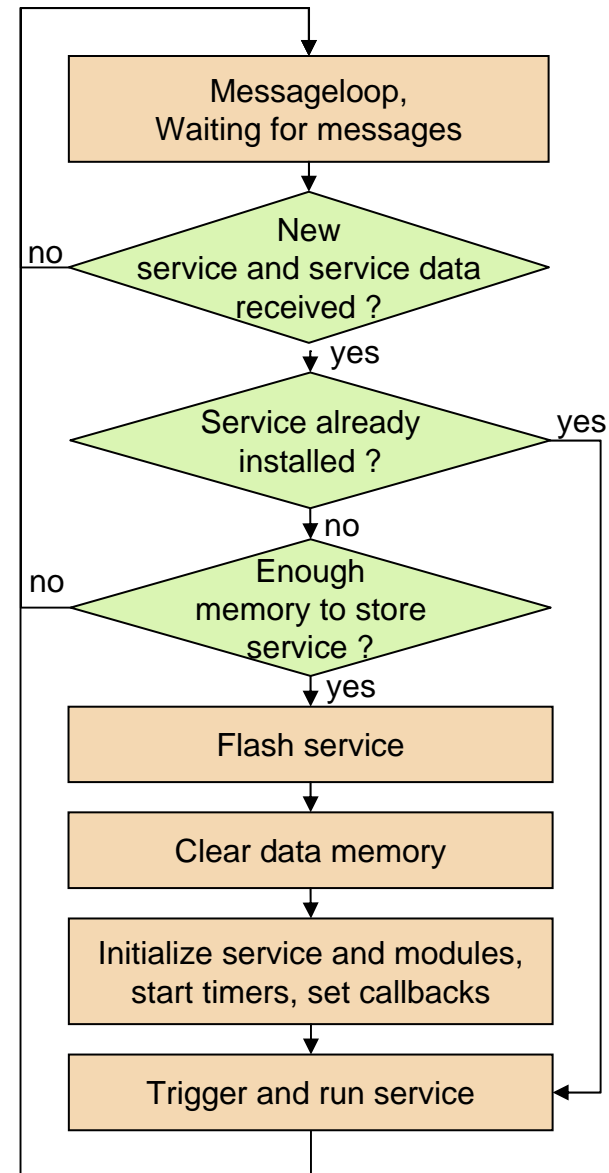 Messageloop,
Waiting for messages
New
service and service data
received ?
no
yes
Service already
installed ?
yes
no
Enough
memory to store
service ?
no
yes
Flash service
Clear data memory
Initialize service and modules,
start timers, set callbacks
Trigger and run service